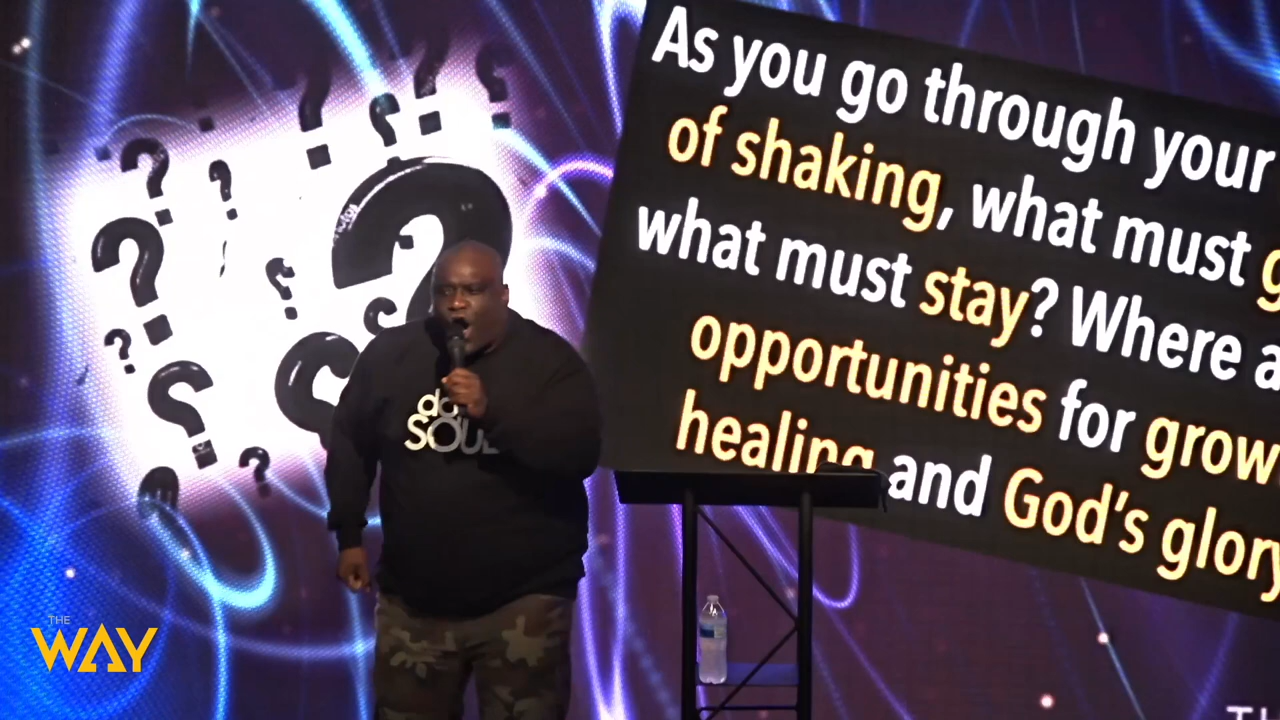 As you go through your
of shaking, what must
what must stay? Where
opportunities for
healing and God's glory
SOUL
THE
WAY